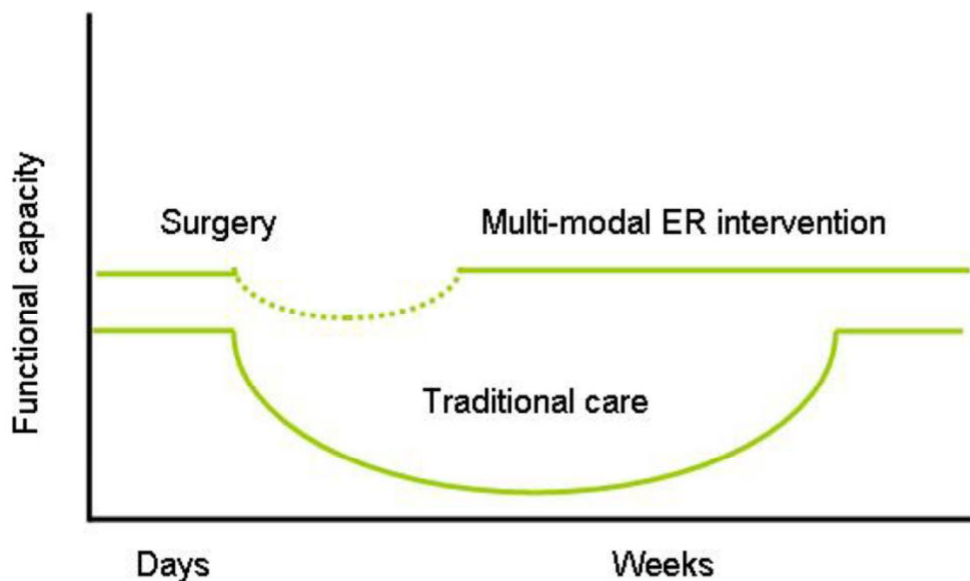 Functional capacity
Surgery
Multi-modal ER intervention
Traditional care
Days
Weeks